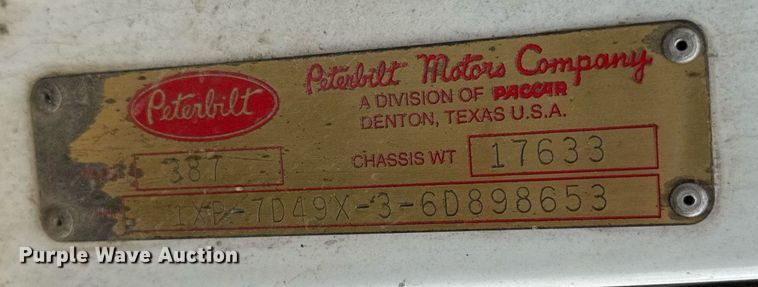 Peterbilt
Peterbilt Motors Company
A DIVISION OF PACCAR
DENTON, TEXAS U.S.A.
387
CHASSIS WT 17633
1XP-7D49X-3-6D898653
Purple Wave Auction